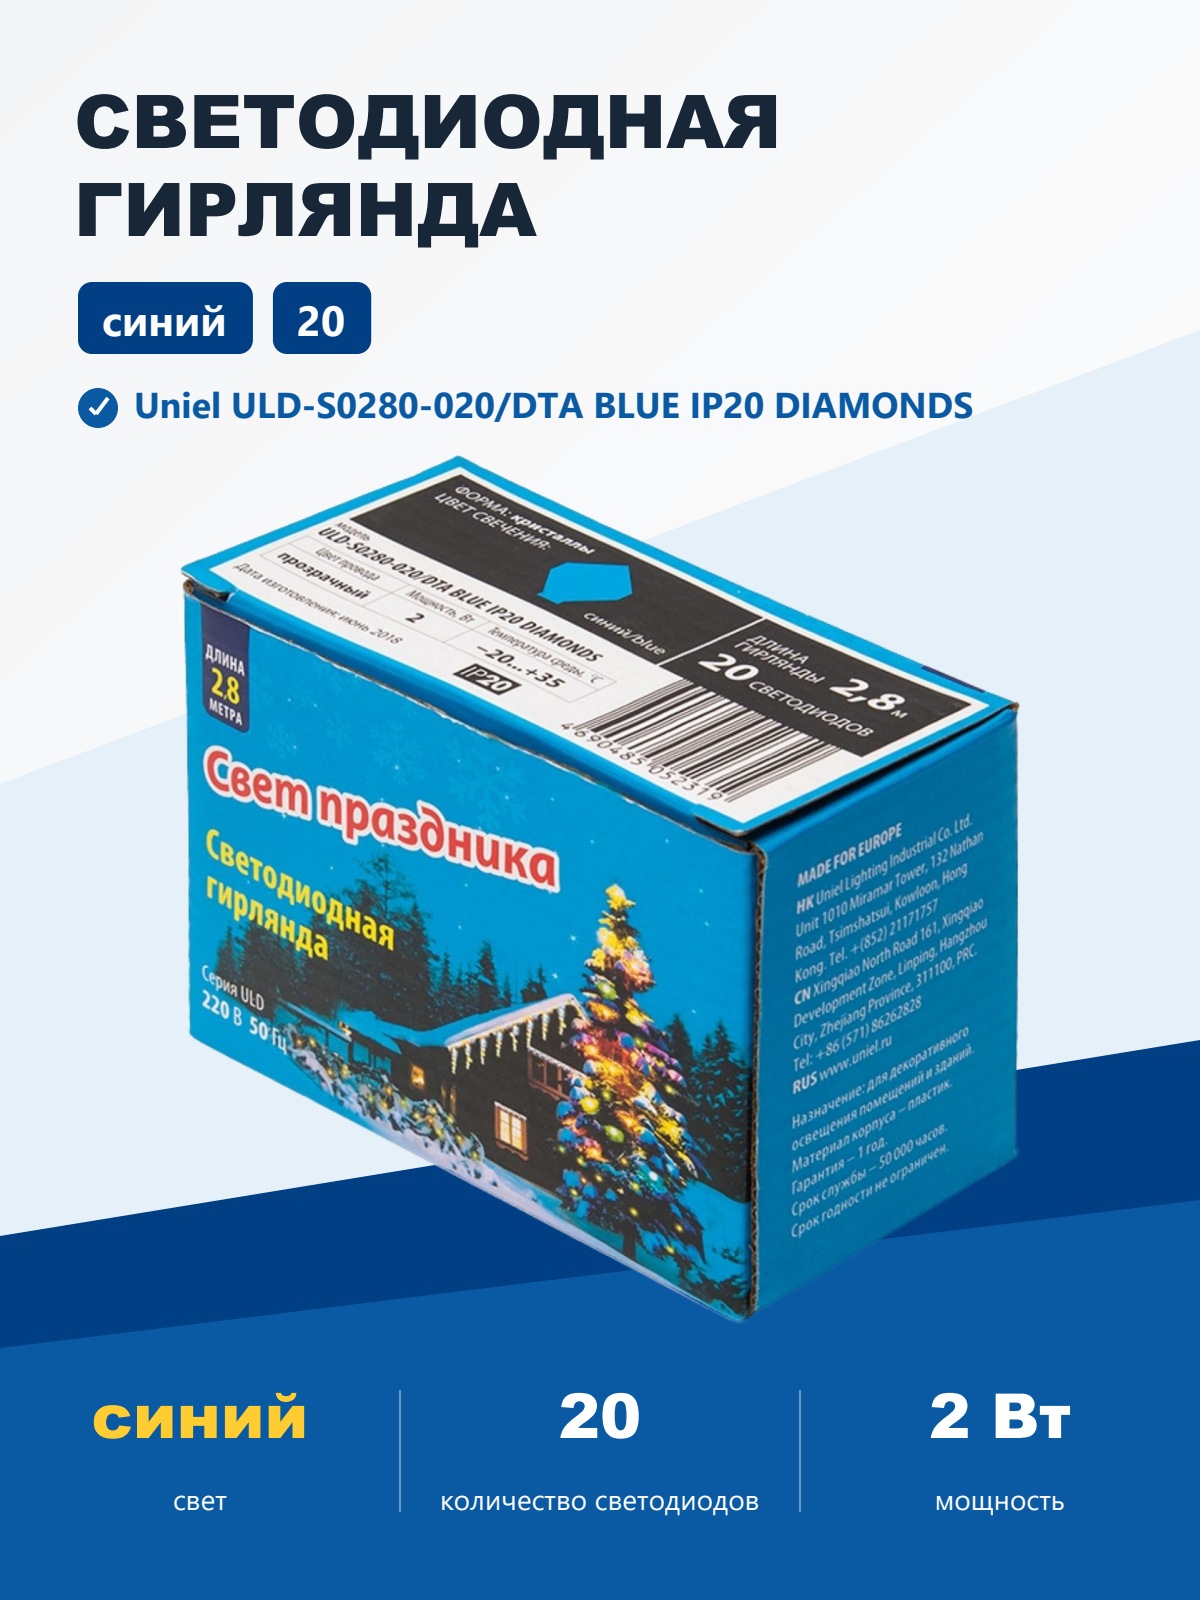 СВЕТОДИОДНАЯ
ГИРЛЯНДА
синий
20
Uniel ULD-S0280-020/DTA BLUE IP20 DIAMONDS
ФОРМА: кристаллы
ЦВЕТ СВЕЧЕНИЯ:
синий/blue
ДЛИНА
ГИРЛЯНДЫ 2,8 м
20 СВЕТОДИОДОВ
модель
ULD-S0280-020/DTA BLUE IP20 DIAMONDS
Цвет провода
прозрачный
Мощность, Вт
2
Температура среды, °C
−20...+35
Дата изготовления: июнь 2018
IP20
4690485052319
ДЛИНА
2,8
МЕТРА
Свет праздника
Светодиодная
гирлянда
Серия ULD
220 В 50 Гц
MADE FOR EUROPE
HK Uniel Lighting Industrial Co. Ltd.
Unit 1010 Miramar Tower, 132 Nathan
Road, Tsimshatsui, Kowloon, Hong
Kong. Tel. +(852) 21171757
CN Xingqiao North Road 161, Xingqiao
Development Zone, Linping, Hangzhou
City, Zhejiang Province, 311100, PRC.
Tel: +86 (571) 86262828
RUS www.uniel.ru
Назначение: для декоративного
освещения помещений и зданий.
Материал корпуса – пластик.
Гарантия – 1 год.
Срок службы – 50 000 часов.
Срок годности не ограничен.
синий
свет
20
количество светодиодов
2 Вт
мощность